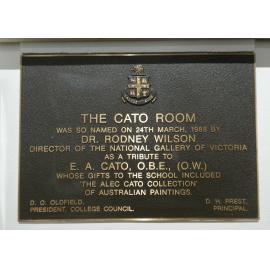 THE CATO ROOM
WAS SO NAMED ON 24TH MARCH, 1988 BY
DR. RODNEY WILSON
DIRECTOR OF THE NATIONAL GALLERY OF VICTORIA
AS A TRIBUTE TO
E. A. CATO, O.B.E., (O.W.)
WHOSE GIFTS TO THE SCHOOL INCLUDED
'THE ALEC CATO COLLECTION'
OF AUSTRALIAN PAINTINGS.
D. O. OLDFIELD, D. H. PREST,
PRESIDENT, COLLEGE COUNCIL. PRINCIPAL.